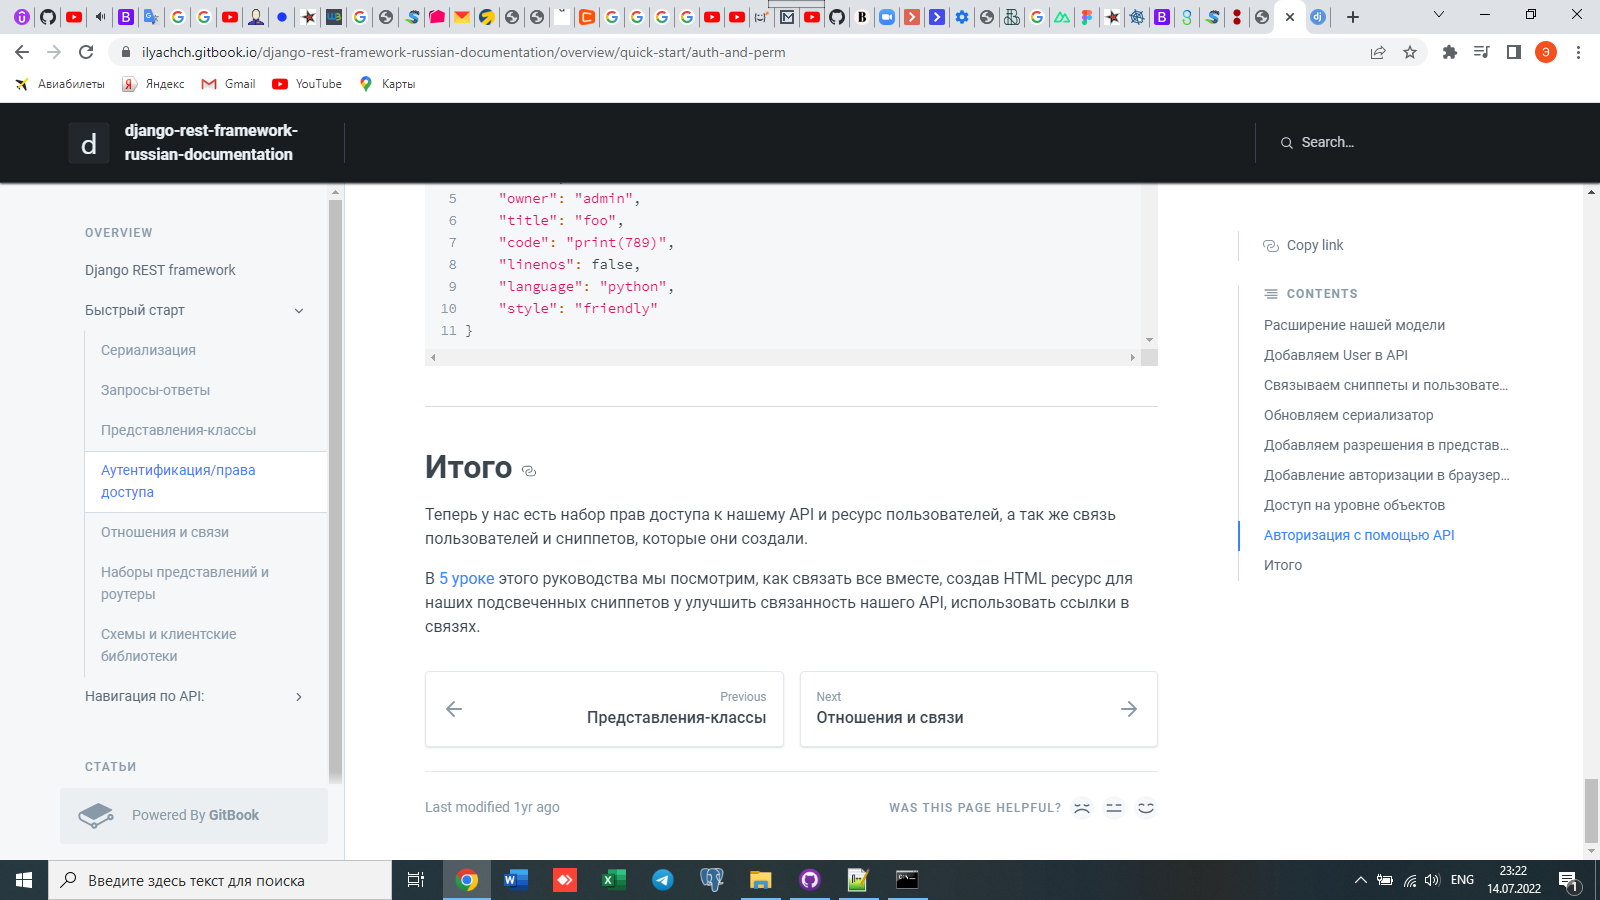 ilyachch.gitbook.io/django-rest-framework-russian-documentation/overview/quick-start/auth-and-perm
Э
Авиабилеты
Яндекс
Gmail
YouTube
Карты
d
django-rest-framework-
russian-documentation
Search...
OVERVIEW
Django REST framework
Быстрый старт
Сериализация
Запросы-ответы
Представления-классы
Аутентификация/права
доступа
Отношения и связи
Наборы представлений и
роутеры
Схемы и клиентские
библиотеки
Навигация по API:
СТАТЬИ
Powered By GitBook
5 "owner": "admin",
6 "title": "foo",
7 "code": "print(789)",
8 "linenos": false,
9 "language": "python",
10 "style": "friendly"
11 }
Итого
Теперь у нас есть набор прав доступа к нашему API и ресурс пользователей, а так же связь
пользователей и сниппетов, которые они создали.
В 5 уроке этого руководства мы посмотрим, как связать все вместе, создав HTML ресурс для
наших подсвеченных сниппетов у улучшить связанность нашего API, использовать ссылки в
связях.
Previous
Представления-классы
Next
Отношения и связи
Last modified 1yr ago
WAS THIS PAGE HELPFUL?
Copy link
CONTENTS
Расширение нашей модели
Добавляем User в API
Связываем сниппеты и пользовате...
Обновляем сериализатор
Добавляем разрешения в представ...
Добавление авторизации в браузер...
Доступ на уровне объектов
Авторизация с помощью API
Итого
Введите здесь текст для поиска
ENG
23:22
14.07.2022
1